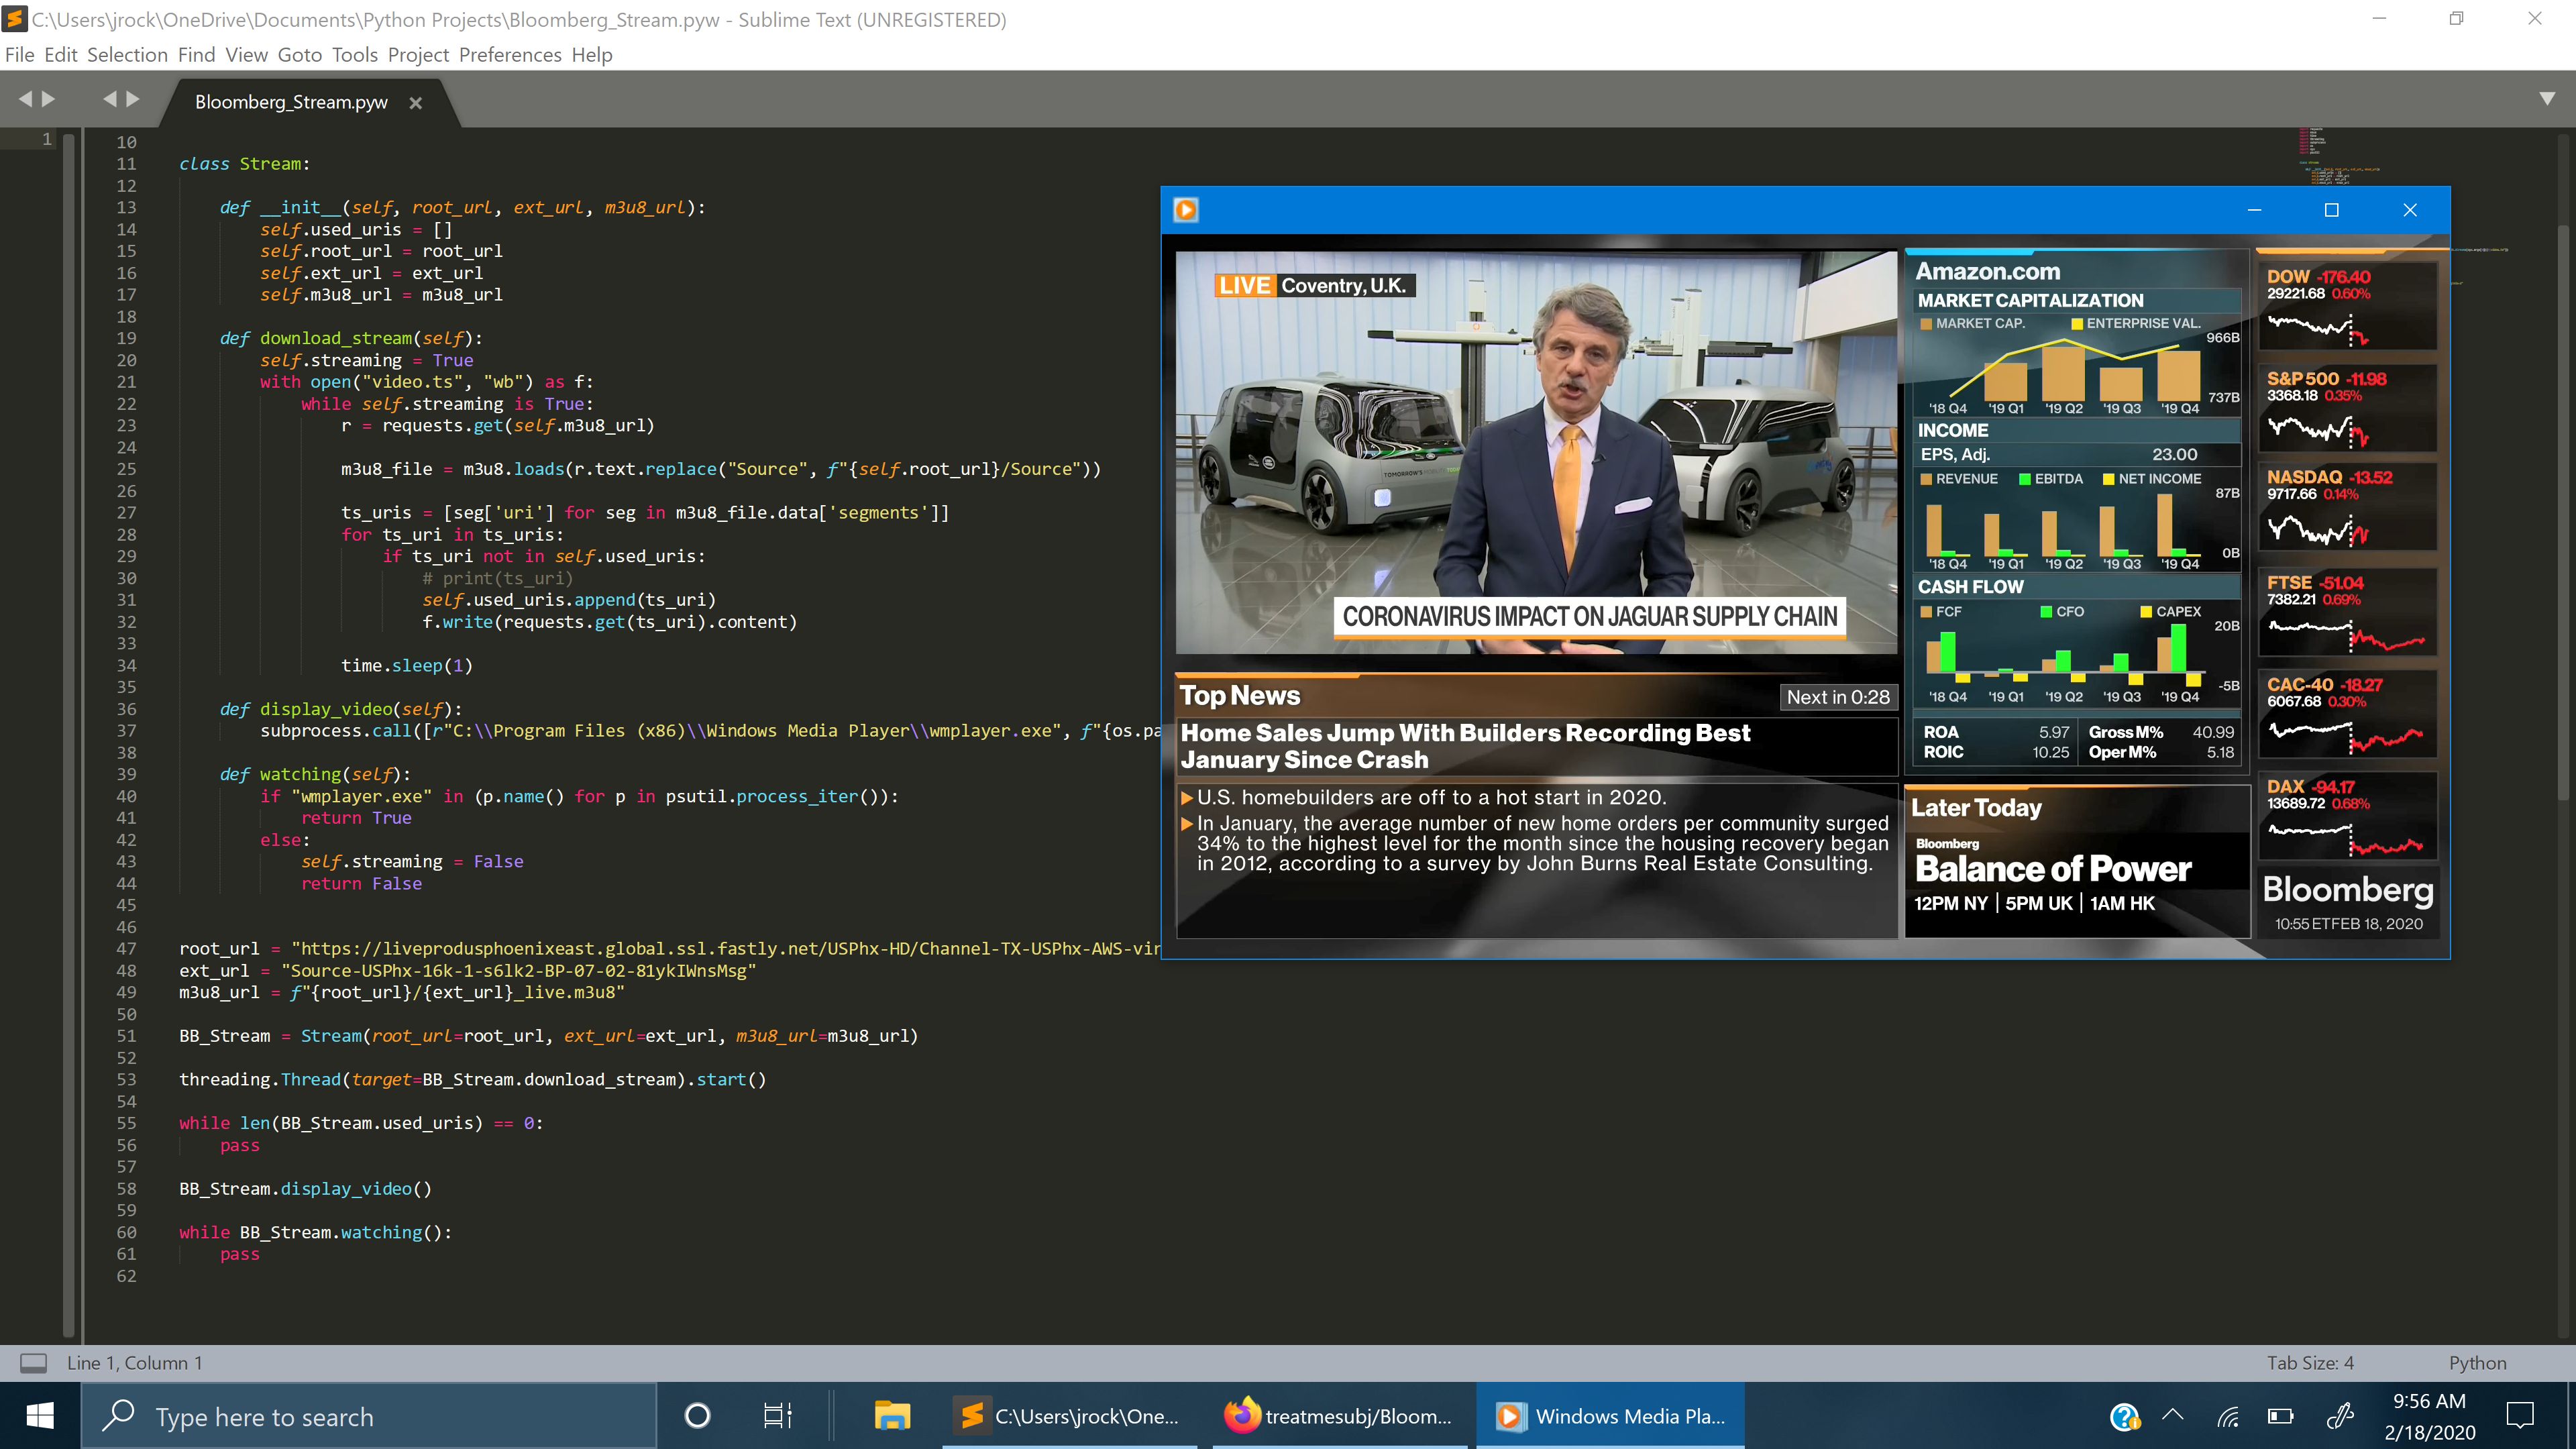 C:\Users\jrock\OneDrive\Documents\Python Projects\Bloomberg_Stream.pyw - Sublime Text (UNREGISTERED)
File Edit Selection Find View Goto Tools Project Preferences Help
Bloomberg_Stream.pyw
1
10
11 class Stream:
12
13 def __init__(self, root_url, ext_url, m3u8_url):
14 self.used_uris = []
15 self.root_url = root_url
16 self.ext_url = ext_url
17 self.m3u8_url = m3u8_url
18
19 def download_stream(self):
20 self.streaming = True
21 with open("video.ts", "wb") as f:
22 while self.streaming is True:
23 r = requests.get(self.m3u8_url)
24
25 m3u8_file = m3u8.loads(r.text.replace("Source", f"{self.root_url}/Source"))
26
27 ts_uris = [seg['uri'] for seg in m3u8_file.data['segments']]
28 for ts_uri in ts_uris:
29 if ts_uri not in self.used_uris:
30 # print(ts_uri)
31 self.used_uris.append(ts_uri)
32 f.write(requests.get(ts_uri).content)
33
34 time.sleep(1)
35
36 def display_video(self):
37 subprocess.call([r"C:\\Program Files (x86)\\Windows Media Player\\wmplayer.exe", f"{os.pa
38
39 def watching(self):
40 if "wmplayer.exe" in (p.name() for p in psutil.process_iter()):
41 return True
42 else:
43 self.streaming = False
44 return False
45
46
47 root_url = "https://liveprodusphoenixeast.global.ssl.fastly.net/USPhx-HD/Channel-TX-USPhx-AWS-vir
48 ext_url = "Source-USPhx-16k-1-s6lk2-BP-07-02-81ykIWnsMsg"
49 m3u8_url = f"{root_url}/{ext_url}_live.m3u8"
50
51 BB_Stream = Stream(root_url=root_url, ext_url=ext_url, m3u8_url=m3u8_url)
52
53 threading.Thread(target=BB_Stream.download_stream).start()
54
55 while len(BB_Stream.used_uris) == 0:
56 pass
57
58 BB_Stream.display_video()
59
60 while BB_Stream.watching():
61 pass
62
LIVE Coventry, U.K.
TOMORROW'S
CORONAVIRUS IMPACT ON JAGUAR SUPPLY CHAIN
Top News
Next in 0:28
Home Sales Jump With Builders Recording Best
January Since Crash
U.S. homebuilders are off to a hot start in 2020.
In January, the average number of new home orders per community surged
34% to the highest level for the month since the housing recovery began
in 2012, according to a survey by John Burns Real Estate Consulting.
Amazon.com
MARKET CAPITALIZATION
MARKET CAP. ENTERPRISE VAL.
966B
737B
'18 Q4 '19 Q1 '19 Q2 '19 Q3 '19 Q4
INCOME
EPS, Adj. 23.00
REVENUE EBITDA NET INCOME
87B
0B
'18 Q4 '19 Q1 '19 Q2 '19 Q3 '19 Q4
CASH FLOW
FCF CFO CAPEX
20B
-5B
'18 Q4 '19 Q1 '19 Q2 '19 Q3 '19 Q4
ROA 5.97 Gross M% 40.99
ROIC 10.25 Oper M% 5.18
Later Today
Bloomberg
Balance of Power
12PM NY | 5PM UK | 1AM HK
DOW -176.40
29221.68 0.60%
S&P 500 -11.98
3368.18 0.35%
NASDAQ -13.52
9717.66 0.14%
FTSE -51.04
7382.21 0.69%
CAC-40 -18.27
6067.68 0.30%
DAX -94.17
13689.72 0.68%
Bloomberg
10:55 ET FEB 18, 2020
Line 1, Column 1
Tab Size: 4
Python
Type here to search
C:\Users\jrock\One...
treatmesubj/Bloom...
Windows Media Pla...
9:56 AM
2/18/2020